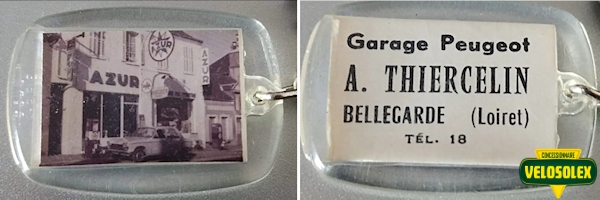 AZUR
AZUR
AZUR
Garage Peugeot
A. THIERCELIN
BELLEGARDE (Loiret)
TÉL. 18
CONCESSIONNAIRE
VELOSOLEX